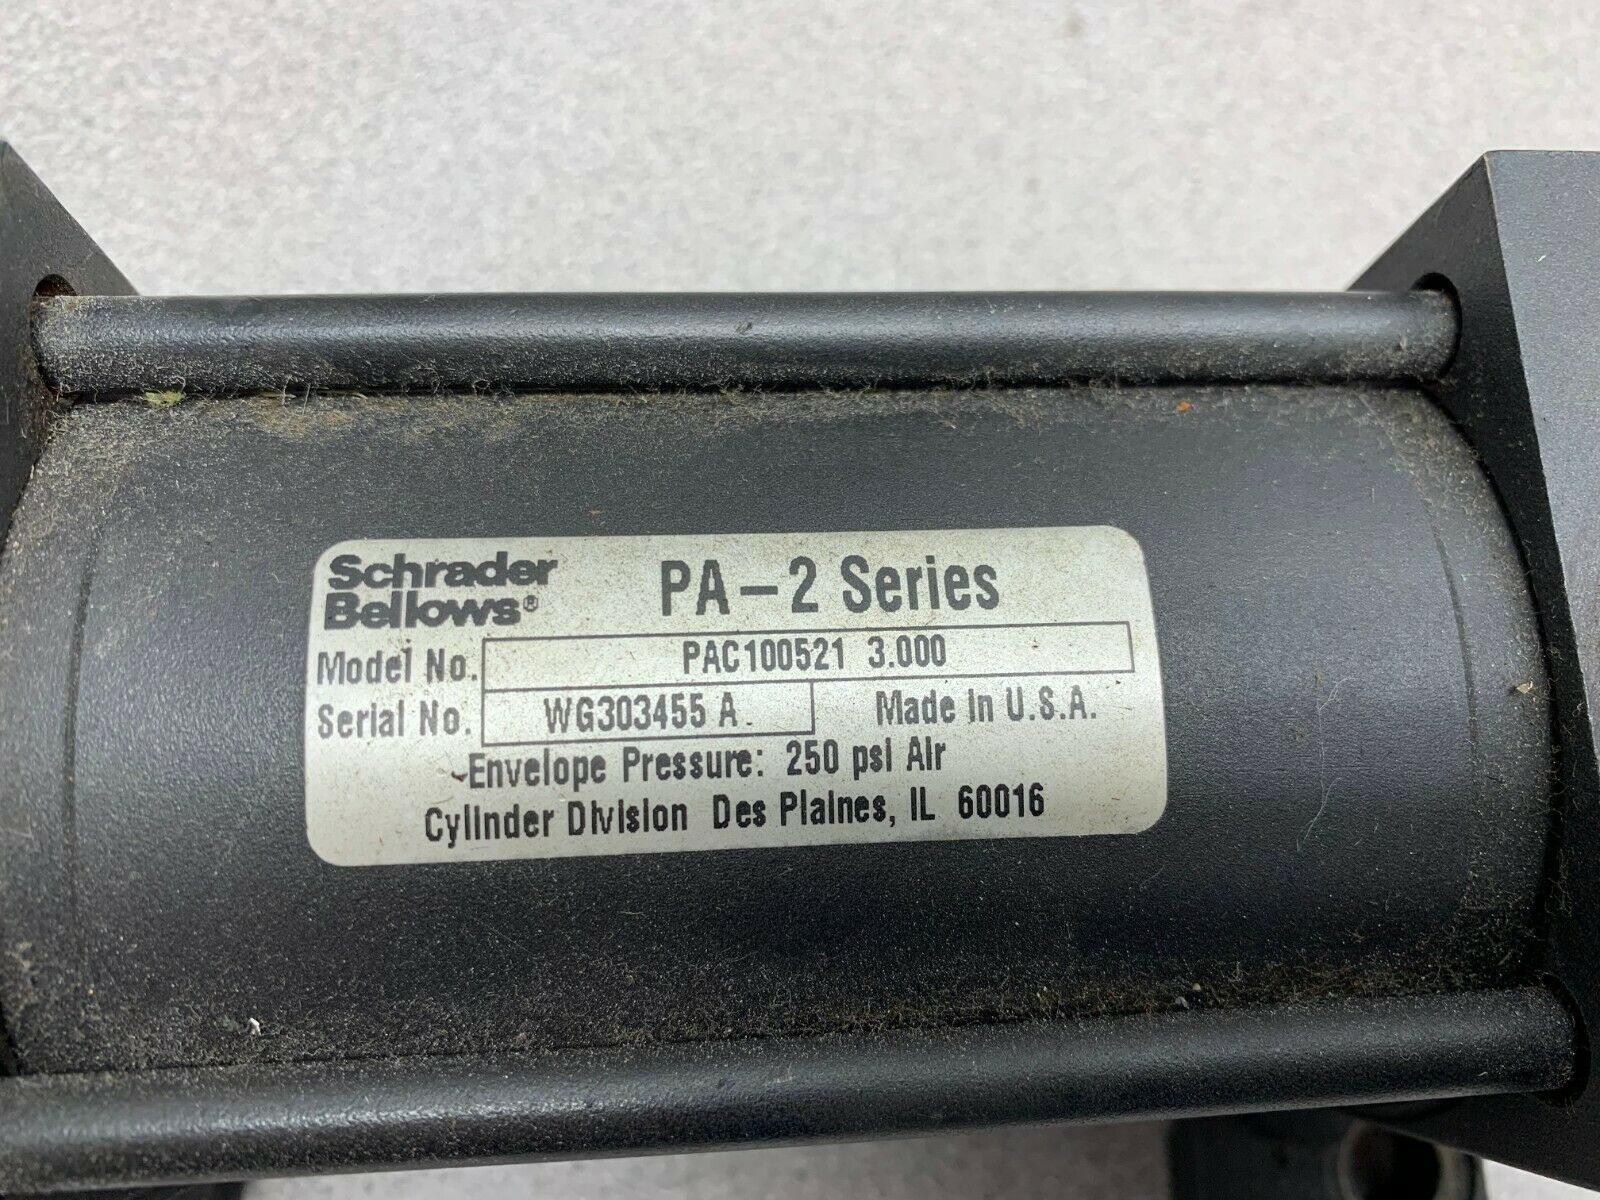 Schrader
Bellows® PA-2 Series
Model No. PAC100521 3.000
Serial No. WG303455 A Made In U.S.A.
Envelope Pressure: 250 psi Air
Cylinder Division Des Plaines, IL 60016